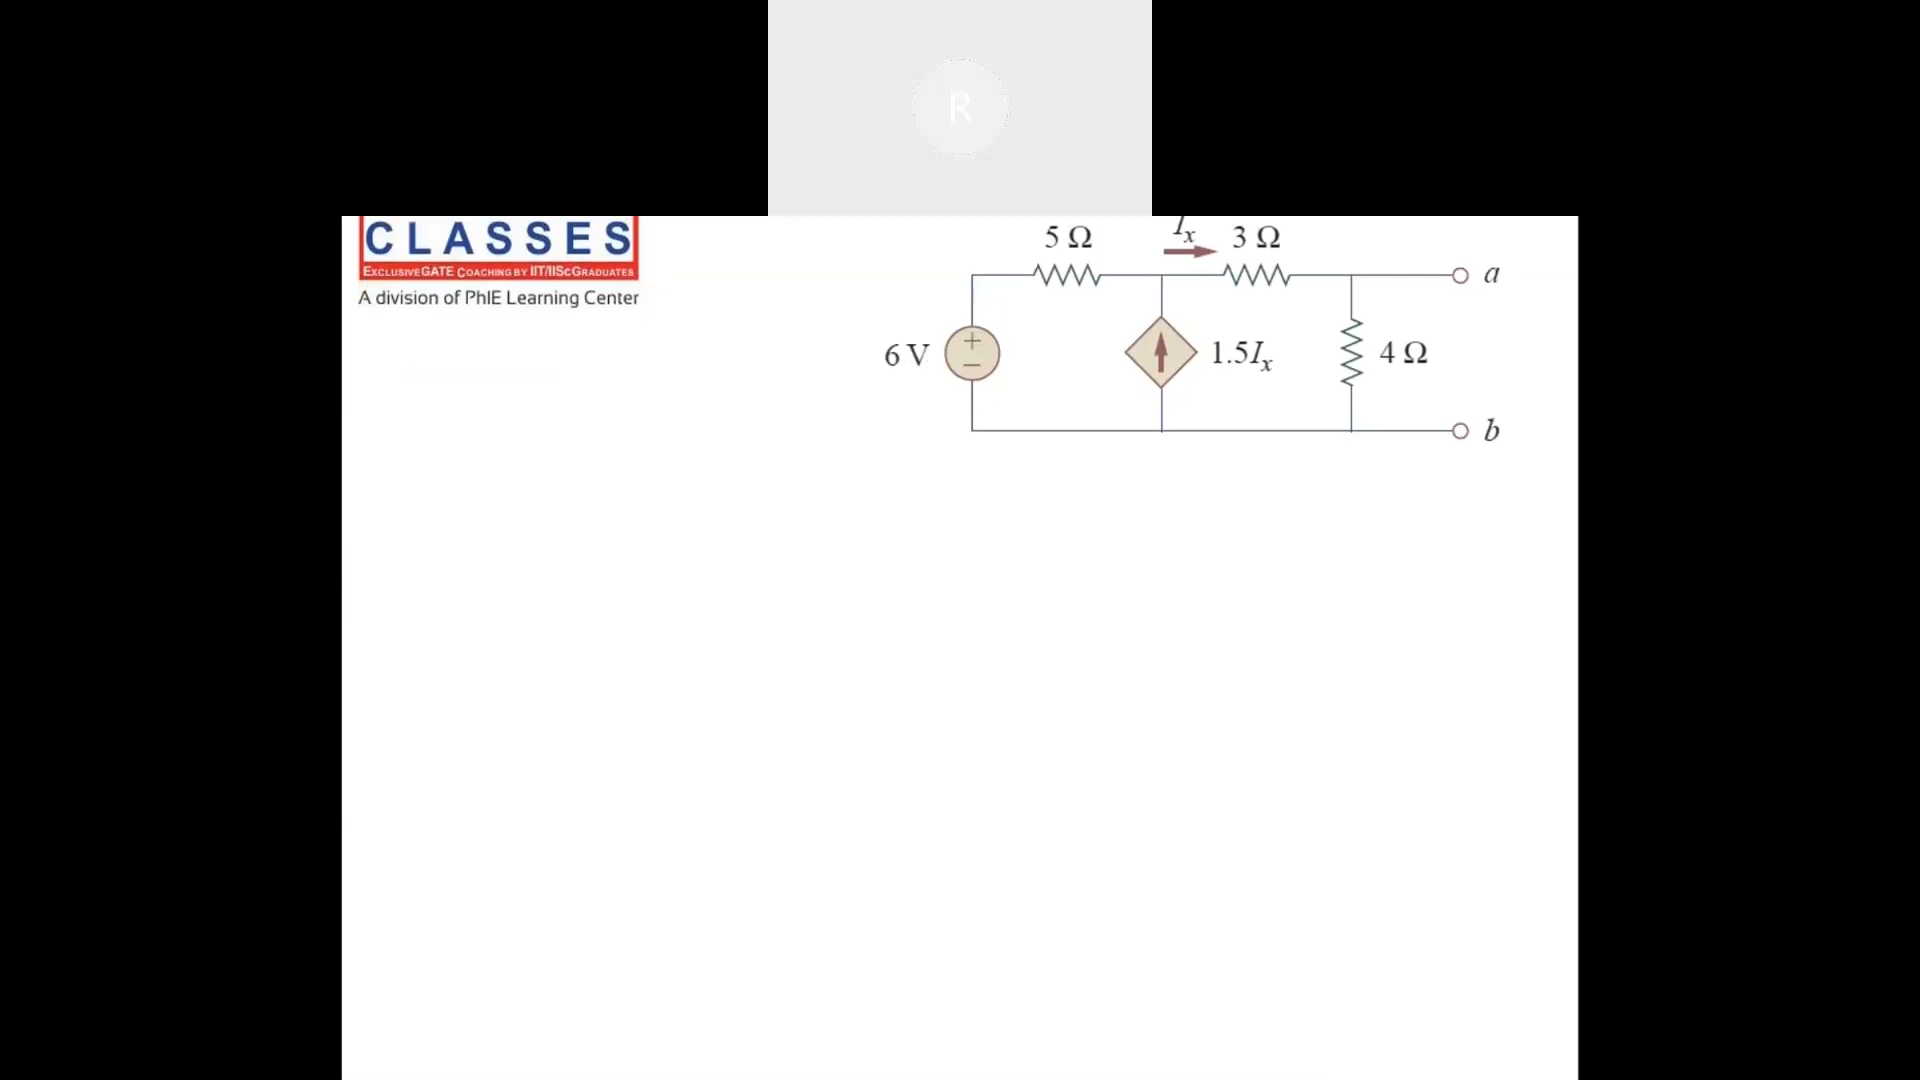 R
CLASSES
EXCLUSIVE GATE COACHING BY IIT/IISc GRADUATES
A division of PhIE Learning Center
5 Ω
Ix
3 Ω
a
6 V
+
−
1.5Ix
4 Ω
b